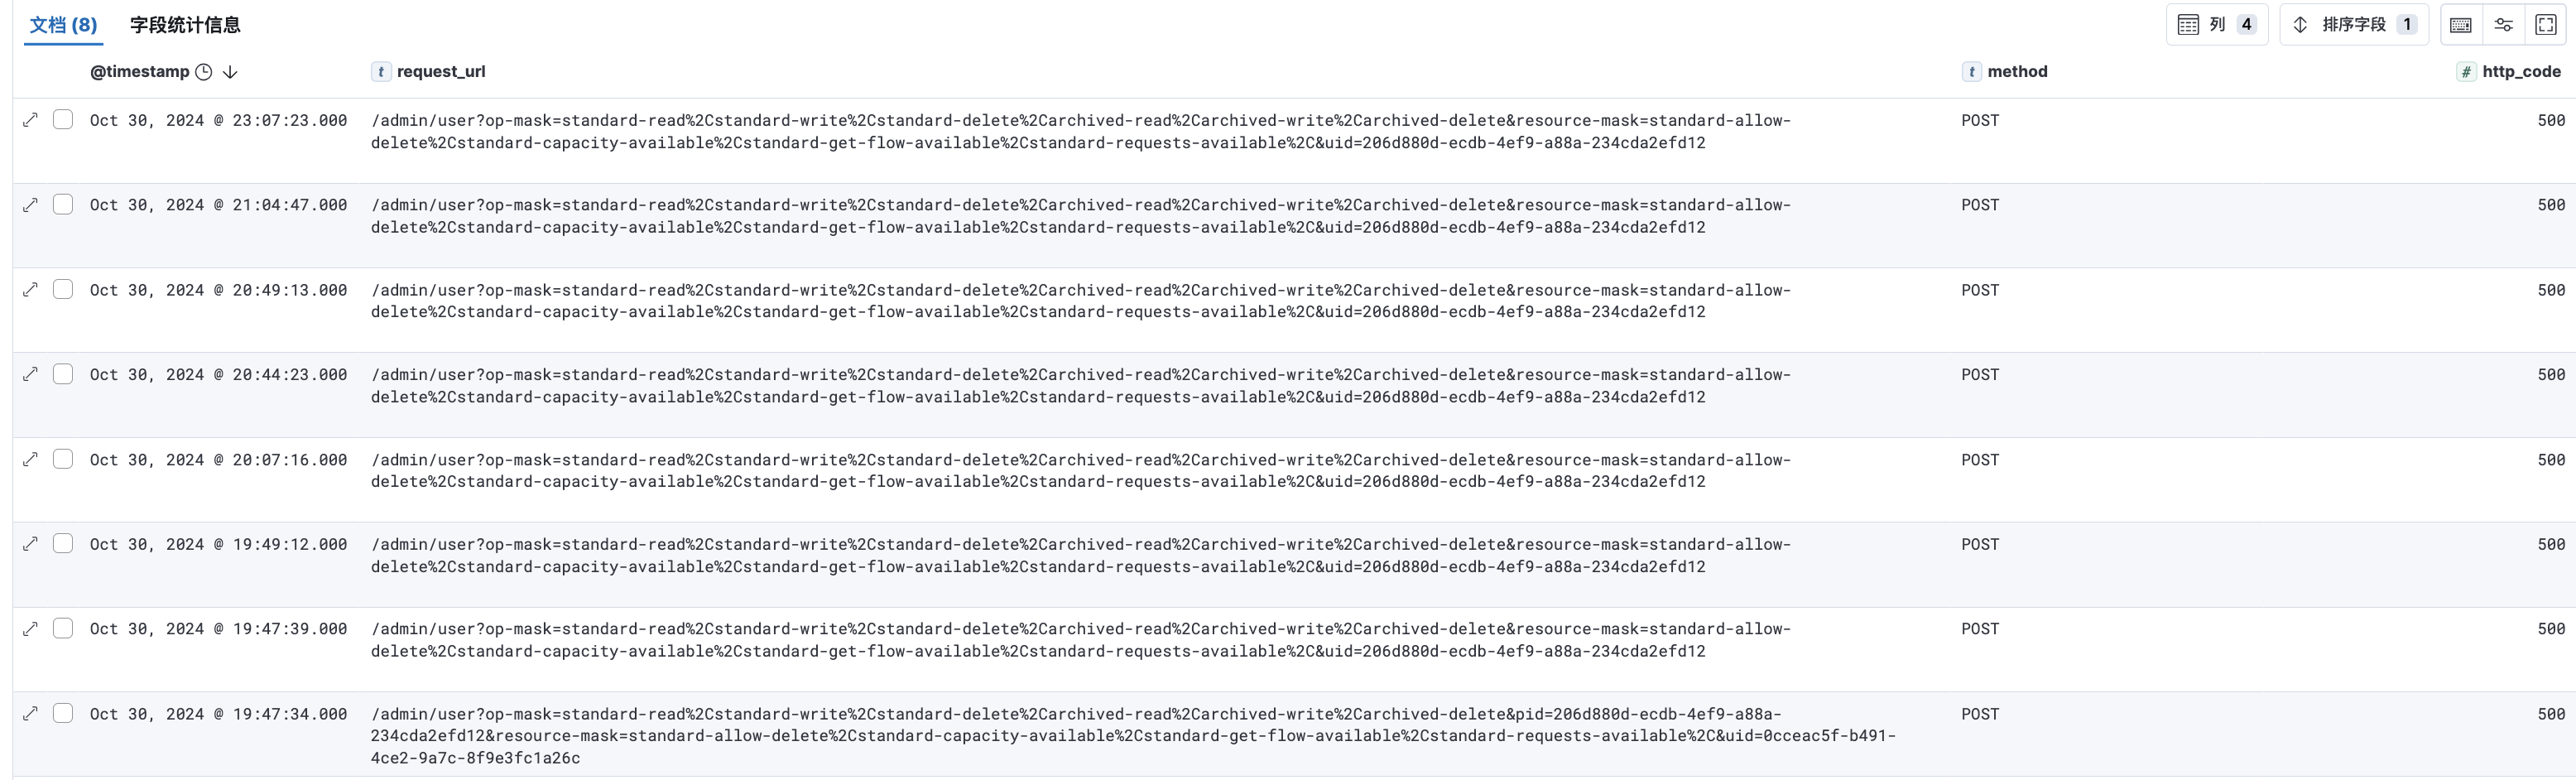 文档 (8) 字段统计信息 列 4 排序字段 1
@timestamp request_url method http_code
Oct 30, 2024 @ 23:07:23.000 /admin/user?op-mask=standard-read%2Cstandard-write%2Cstandard-delete%2Carchived-read%2Carchived-write%2Carchived-delete&resource-mask=standard-allow- POST 500
delete%2Cstandard-capacity-available%2Cstandard-get-flow-available%2Cstandard-requests-available%2C&uid=206d880d-ecdb-4ef9-a88a-234cda2efd12
Oct 30, 2024 @ 21:04:47.000 /admin/user?op-mask=standard-read%2Cstandard-write%2Cstandard-delete%2Carchived-read%2Carchived-write%2Carchived-delete&resource-mask=standard-allow- POST 500
delete%2Cstandard-capacity-available%2Cstandard-get-flow-available%2Cstandard-requests-available%2C&uid=206d880d-ecdb-4ef9-a88a-234cda2efd12
Oct 30, 2024 @ 20:49:13.000 /admin/user?op-mask=standard-read%2Cstandard-write%2Cstandard-delete%2Carchived-read%2Carchived-write%2Carchived-delete&resource-mask=standard-allow- POST 500
delete%2Cstandard-capacity-available%2Cstandard-get-flow-available%2Cstandard-requests-available%2C&uid=206d880d-ecdb-4ef9-a88a-234cda2efd12
Oct 30, 2024 @ 20:44:23.000 /admin/user?op-mask=standard-read%2Cstandard-write%2Cstandard-delete%2Carchived-read%2Carchived-write%2Carchived-delete&resource-mask=standard-allow- POST 500
delete%2Cstandard-capacity-available%2Cstandard-get-flow-available%2Cstandard-requests-available%2C&uid=206d880d-ecdb-4ef9-a88a-234cda2efd12
Oct 30, 2024 @ 20:07:16.000 /admin/user?op-mask=standard-read%2Cstandard-write%2Cstandard-delete%2Carchived-read%2Carchived-write%2Carchived-delete&resource-mask=standard-allow- POST 500
delete%2Cstandard-capacity-available%2Cstandard-get-flow-available%2Cstandard-requests-available%2C&uid=206d880d-ecdb-4ef9-a88a-234cda2efd12
Oct 30, 2024 @ 19:49:12.000 /admin/user?op-mask=standard-read%2Cstandard-write%2Cstandard-delete%2Carchived-read%2Carchived-write%2Carchived-delete&resource-mask=standard-allow- POST 500
delete%2Cstandard-capacity-available%2Cstandard-get-flow-available%2Cstandard-requests-available%2C&uid=206d880d-ecdb-4ef9-a88a-234cda2efd12
Oct 30, 2024 @ 19:47:39.000 /admin/user?op-mask=standard-read%2Cstandard-write%2Cstandard-delete%2Carchived-read%2Carchived-write%2Carchived-delete&resource-mask=standard-allow- POST 500
delete%2Cstandard-capacity-available%2Cstandard-get-flow-available%2Cstandard-requests-available%2C&uid=206d880d-ecdb-4ef9-a88a-234cda2efd12
Oct 30, 2024 @ 19:47:34.000 /admin/user?op-mask=standard-read%2Cstandard-write%2Cstandard-delete%2Carchived-read%2Carchived-write%2Carchived-delete&pid=206d880d-ecdb-4ef9-a88a- POST 500
234cda2efd12&resource-mask=standard-allow-delete%2Cstandard-capacity-available%2Cstandard-get-flow-available%2Cstandard-requests-available%2C&uid=0cceac5f-b491-
4ce2-9a7c-8f9e3fc1a26c